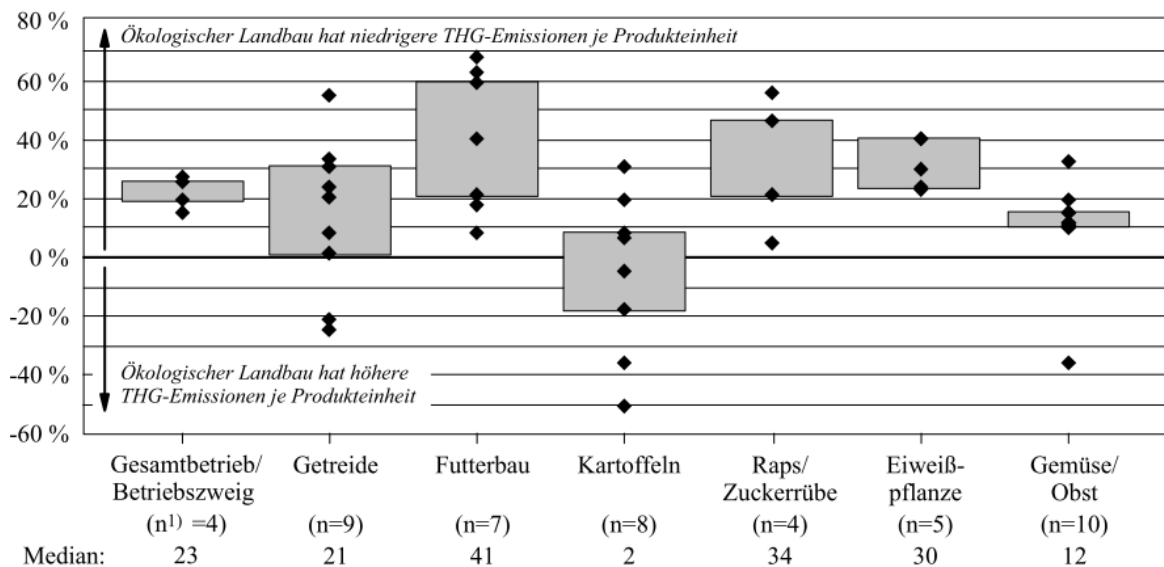 80 %
Ökologischer Landbau hat niedrigere THG-Emissionen je Produkteinheit
60 %
40 %
20 %
0 %
-20 %
-40 %
Ökologischer Landbau hat höhere
THG-Emissionen je Produkteinheit
-60 %
Gesamtbetrieb/ Getreide Futterbau Kartoffeln Raps/ Eiweiß- Gemüse/
Betriebszweig Zuckerrübe pflanze Obst
(n¹⁾ =4) (n=9) (n=7) (n=8) (n=4) (n=5) (n=10)
Median: 23 21 41 2 34 30 12